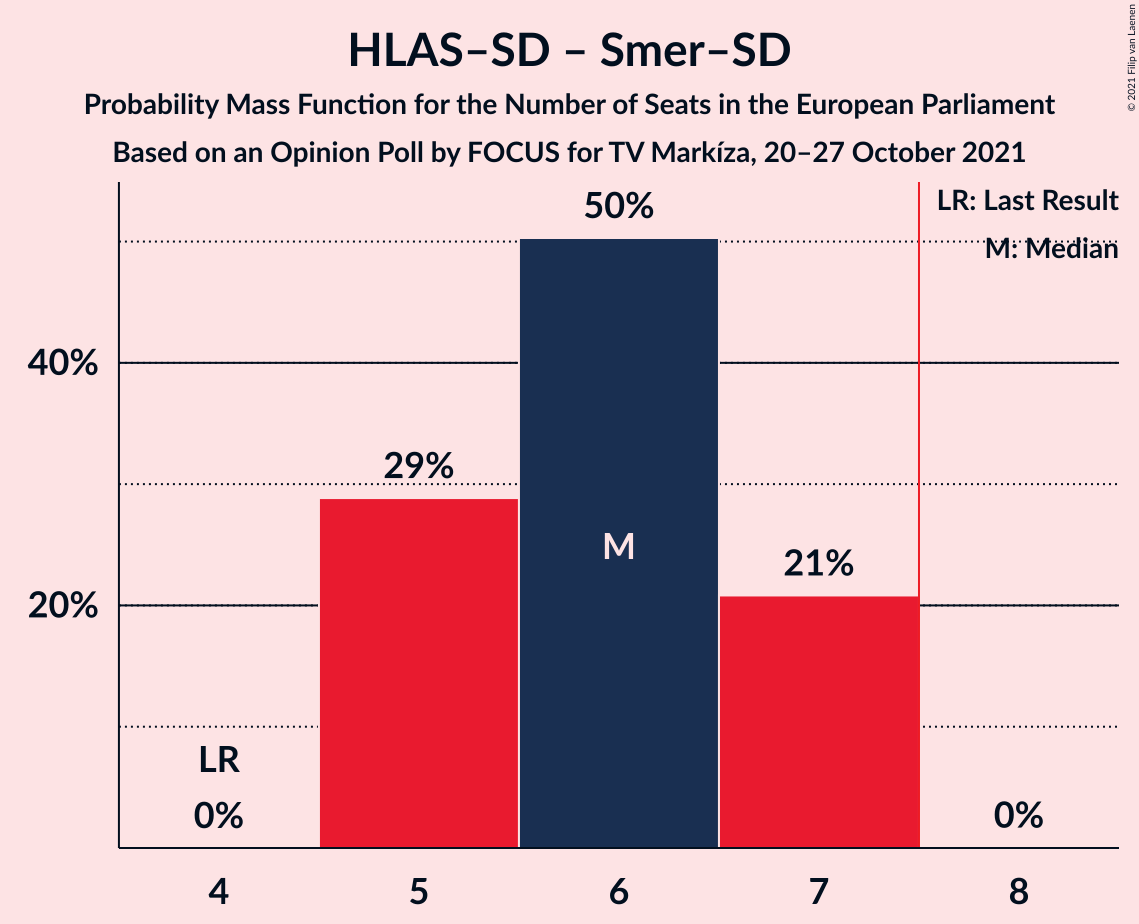 HLAS–SD – Smer–SD
Probability Mass Function for the Number of Seats in the European Parliament
Based on an Opinion Poll by FOCUS for TV Markíza, 20–27 October 2021
© 2021 Filip van Laenen
LR: Last Result
M: Median
50%
40%
29%
M
21%
20%
LR
0%
0%
4
5
6
7
8